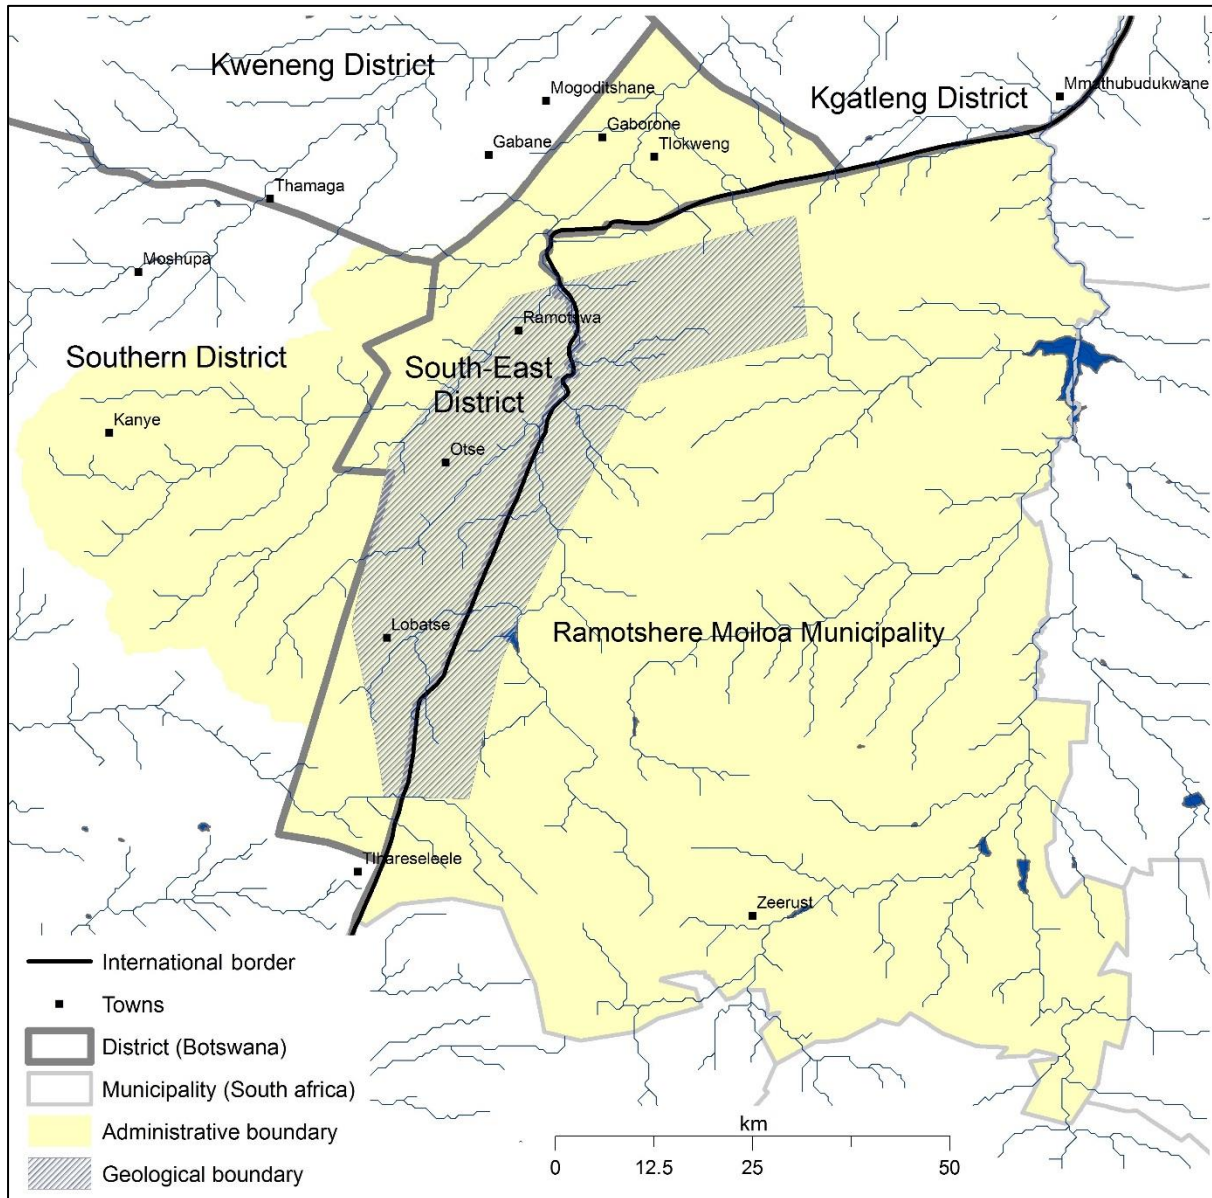 Kweneng District
Mogoditshane
Kgatleng District
Mmathubudukwane
Gaborone
Tlokweng
Gabane
Thamaga
Moshupa
Ramotswa
Southern District
South-East
District
Kanye
Otse
Lobatse
Ramotshere Moiloa Municipality
Tlhareseleele
Zeerust
International border
Towns
District (Botswana)
Municipality (South africa)
Administrative boundary
Geological boundary
km
0 12.5 25 50